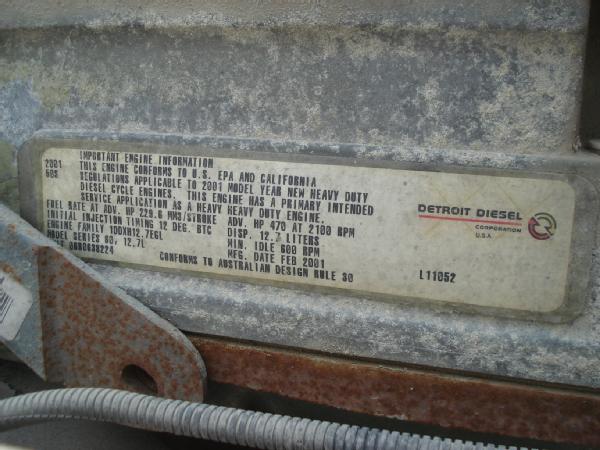 IMPORTANT ENGINE INFORMATION
2001 THIS ENGINE CONFORMS TO U.S. EPA AND CALIFORNIA
60S REGULATIONS APPLICABLE TO 2001 MODEL YEAR NEW HEAVY DUTY
DIESEL CYCLE ENGINES. THIS ENGINE HAS A PRIMARY INTENDED
SERVICE APPLICATION AS A HEAVY HEAVY DUTY ENGINE.
FUEL RATE AT ADV. HP 229.6 MM3/STROKE ADV. HP 470 AT 2100 RPM
INITIAL INJECTION TIMING 12 DEG. BTC DISP. 12.7 LITERS
ENGINE FAMILY 1DDXH12.7EGL MIN. IDLE 600 RPM
MODEL SERIES 60, 12.7L MFG. DATE FEB 2001
CONFORMS TO AUSTRALIAN DESIGN RULE 30
DETROIT DIESEL
CORPORATION
U.S.A.
L11052